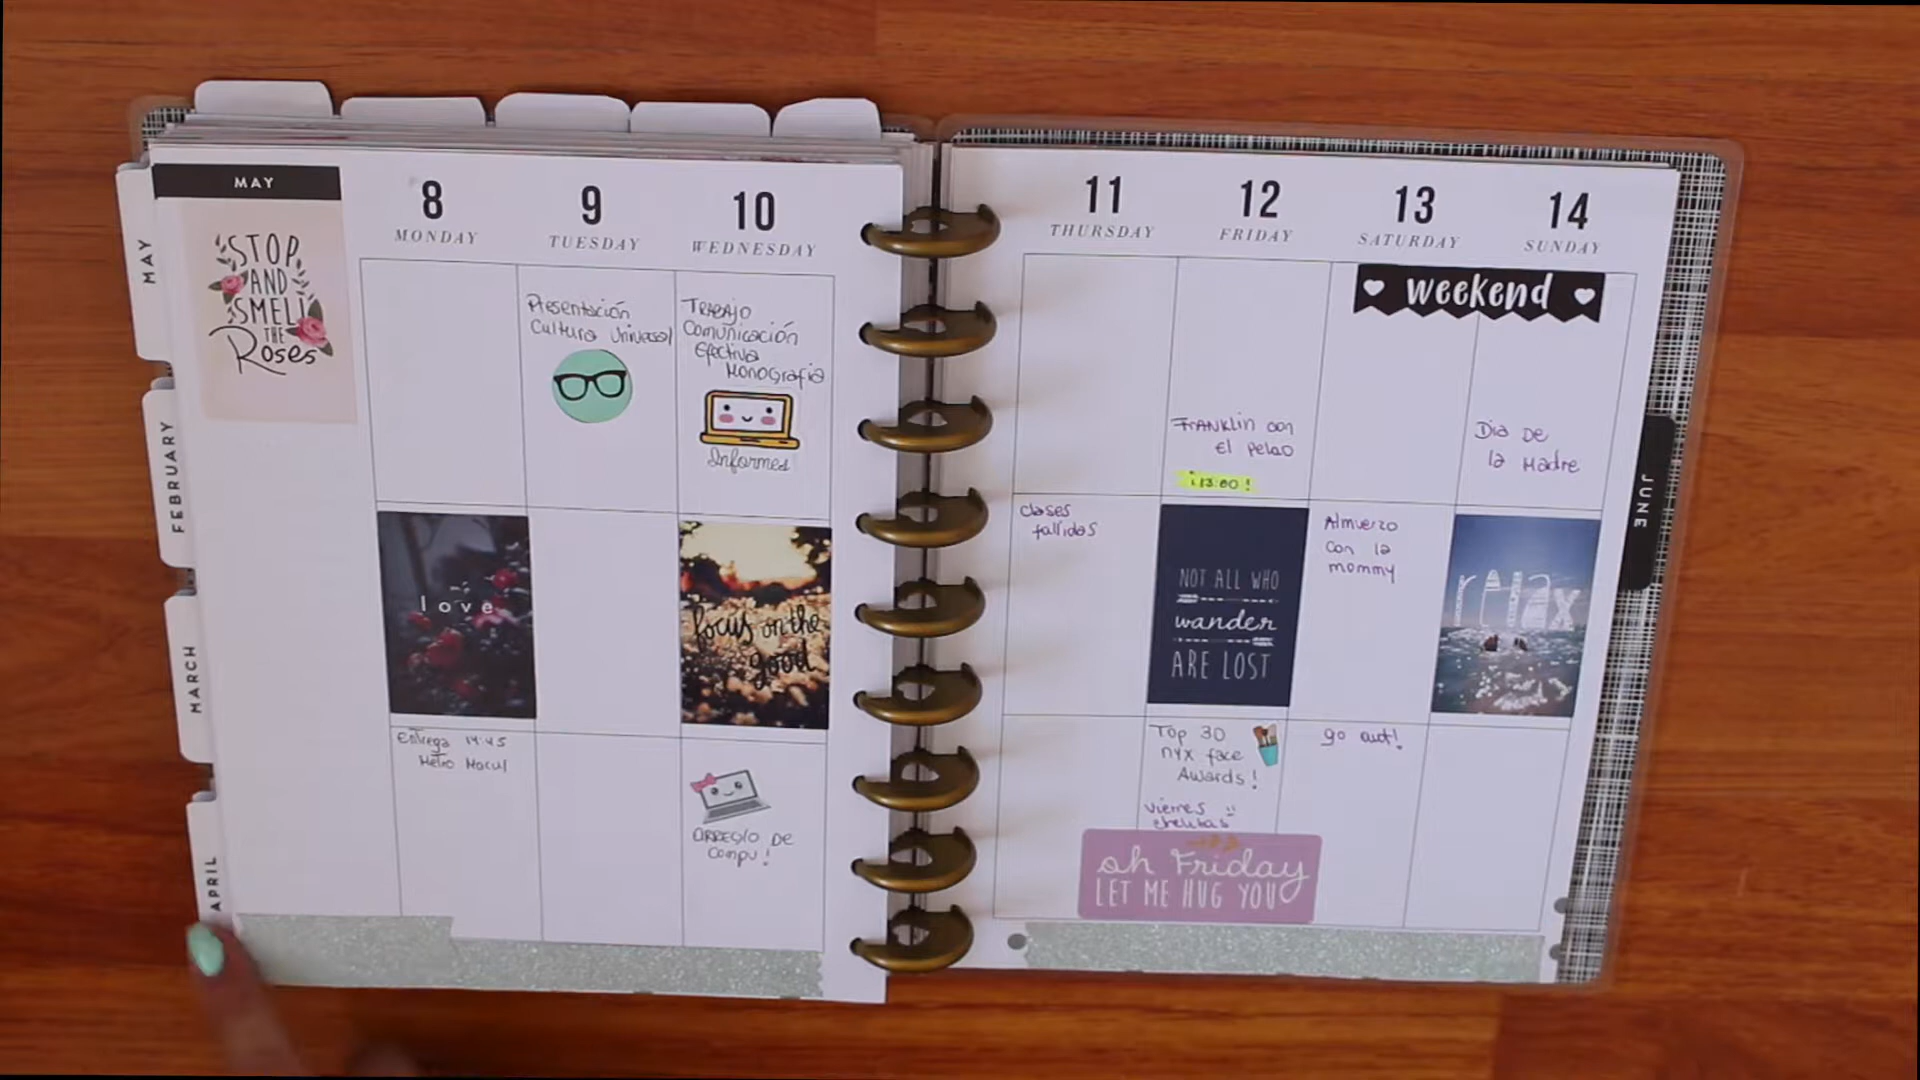 MAY
STOP
AND
SMELL
THE
Roses
8
MONDAY
9
TUESDAY
10
WEDNESDAY
Presentación
Cultura Universal
TRABAJO
Comunicación
Efectiva
Monografia
Informes
love
focus on the
good
Entrega 14:45
Metro Macul
ARREGLO DE
Compu!
MAY
FEBRUARY
MARCH
APRIL
11
THURSDAY
12
FRIDAY
13
SATURDAY
14
SUNDAY
weekend
FRANKlin con
El Pelao
¡13:00!
Dia DE
la Madre
clases
fallidas
NOT ALL WHO
wander
ARE LOST
Almuerzo
con la
mommy
relax
Top 30
nyx face
Awards!
viernes
chelitas
go out!
oh Friday
LET ME HUG YOU
JUNE